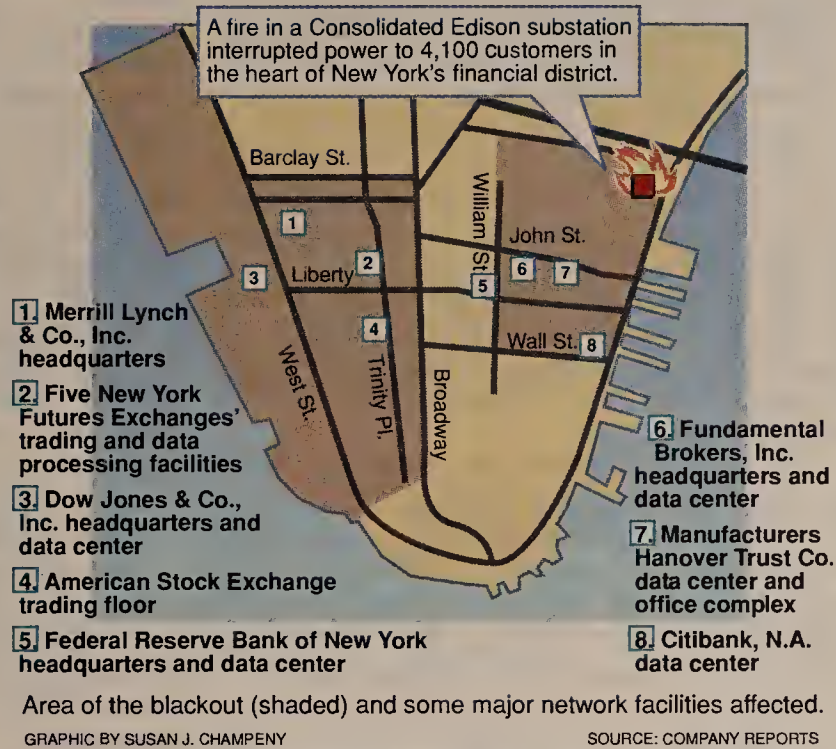 A fire in a Consolidated Edison substation
interrupted power to 4,100 customers in
the heart of New York's financial district.
Barclay St.
William St.
John St.
1
2
3
Liberty
6
7
5
4
Wall St.
8
West St.
Trinity Pl.
Broadway
1. Merrill Lynch
& Co., Inc.
headquarters
2. Five New York
Futures Exchanges'
trading and data
processing facilities
3. Dow Jones & Co.,
Inc. headquarters and
data center
4. American Stock Exchange
trading floor
5. Federal Reserve Bank of New York
headquarters and data center
6. Fundamental
Brokers, Inc.
headquarters and
data center
7. Manufacturers
Hanover Trust Co.
data center and
office complex
8. Citibank, N.A.
data center
Area of the blackout (shaded) and some major network facilities affected.
GRAPHIC BY SUSAN J. CHAMPENY
SOURCE: COMPANY REPORTS